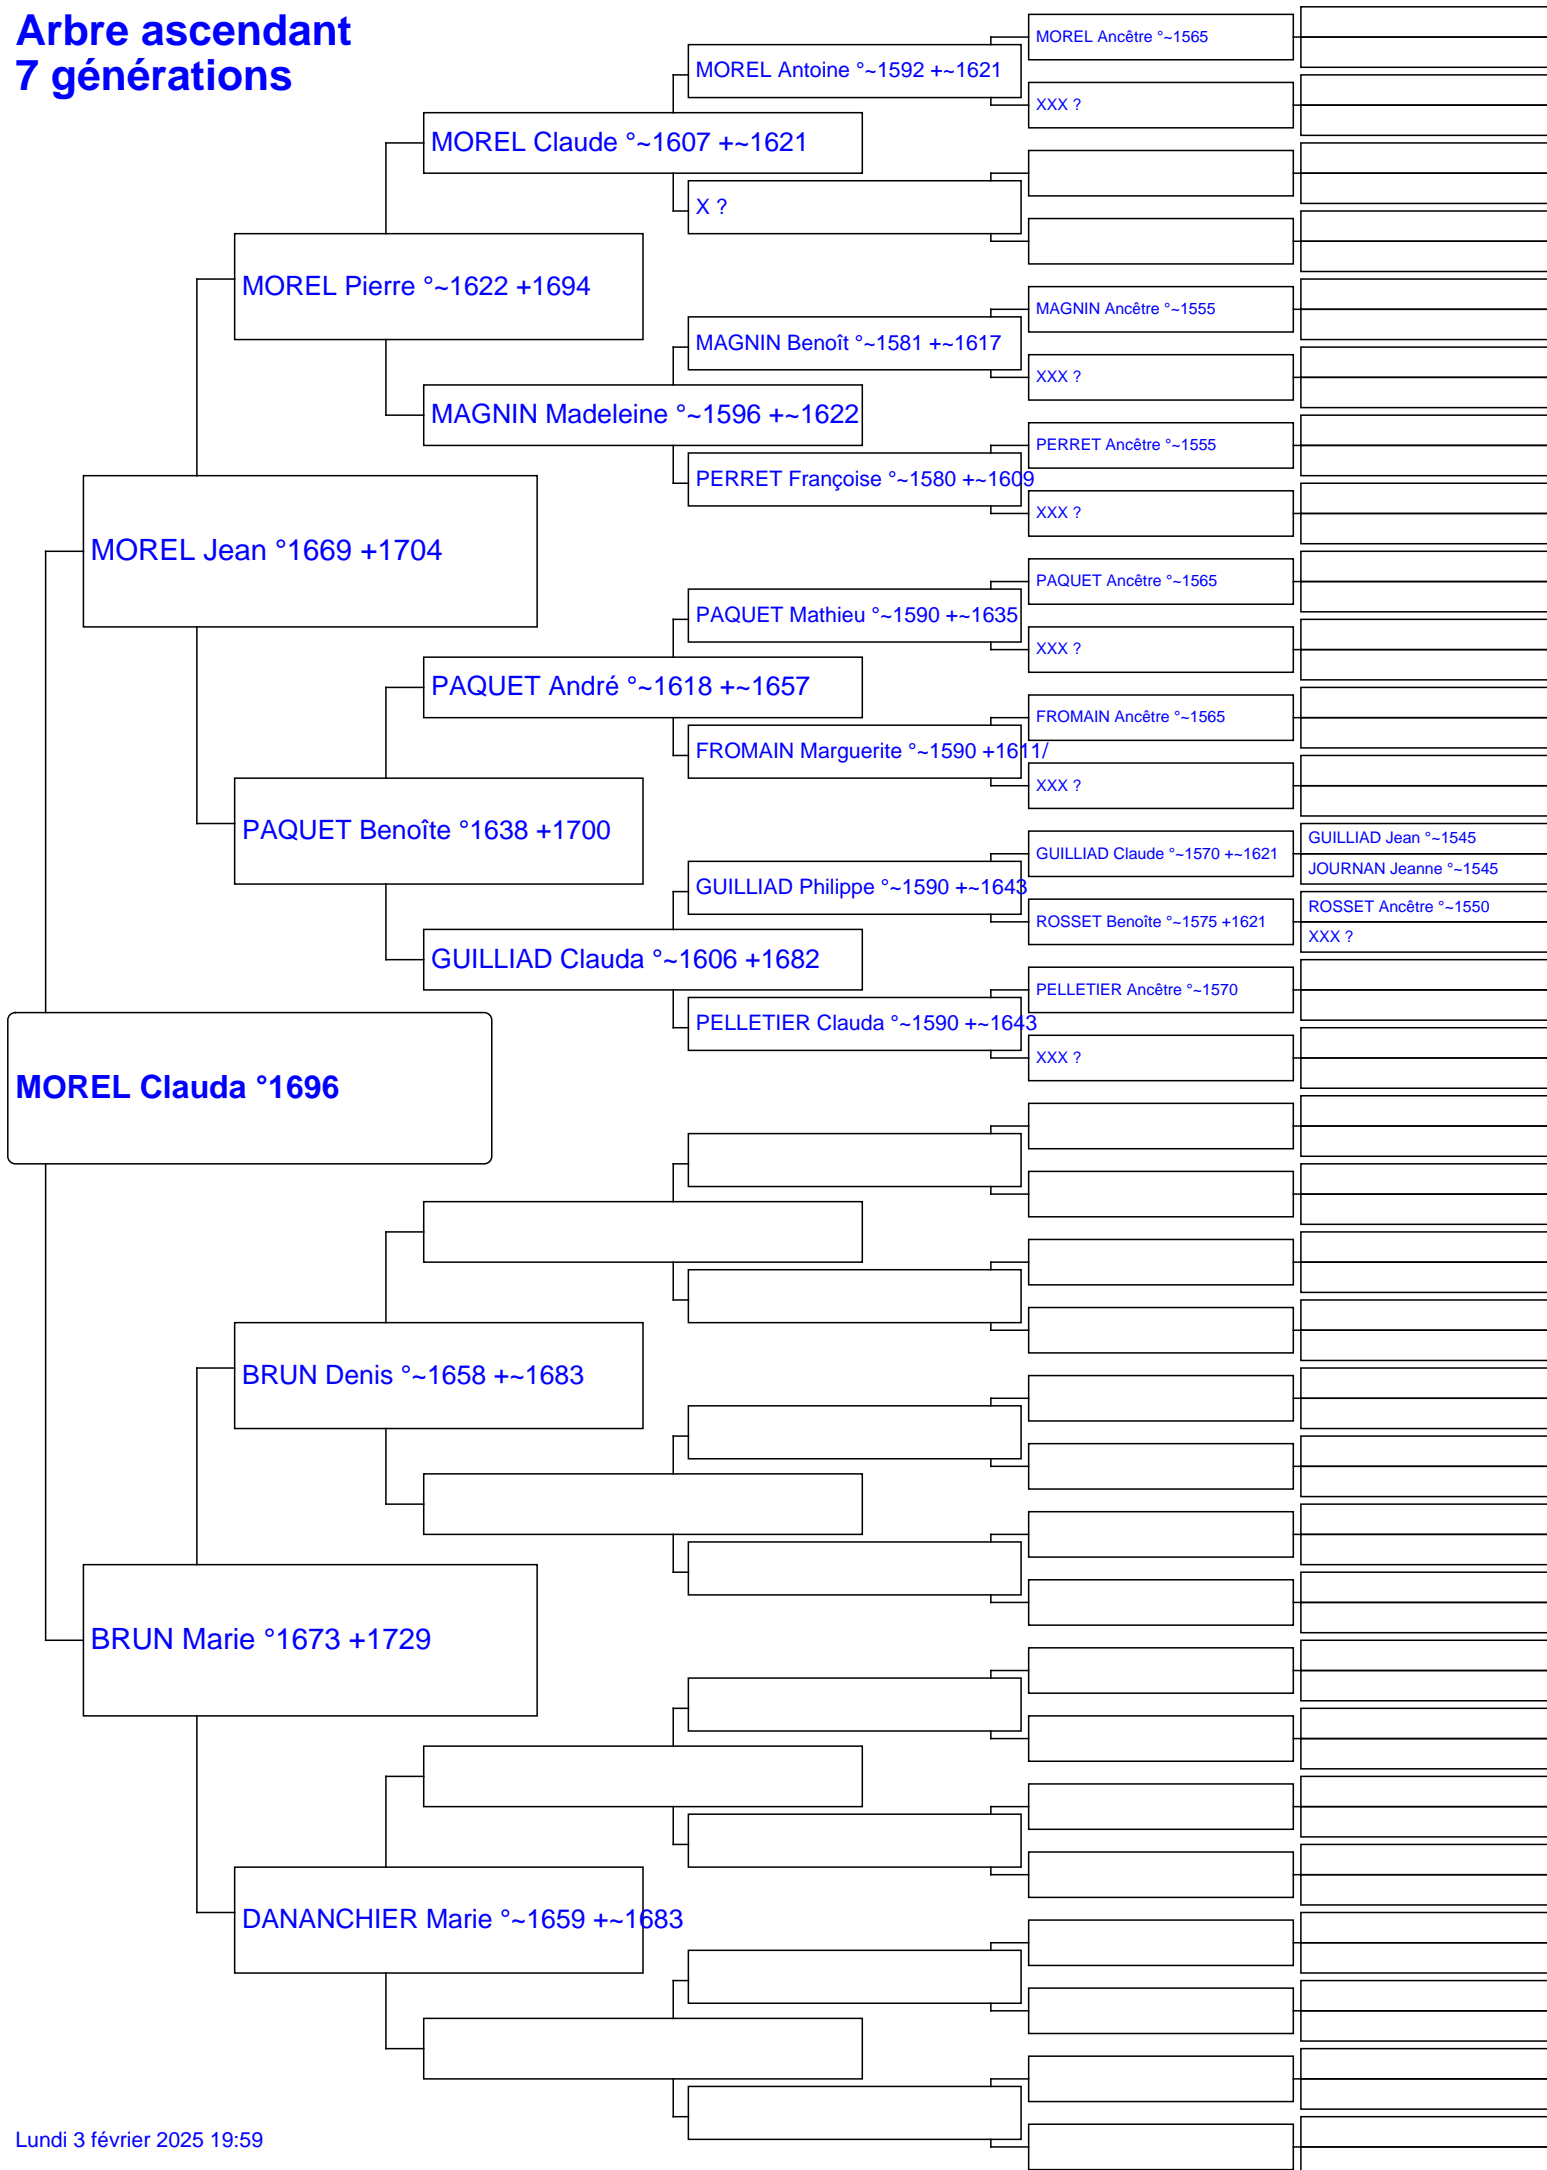 Arbre ascendant
7 générations
MOREL Ancêtre °~1565
MOREL Antoine °~1592 +~1621
XXX ?
MOREL Claude °~1607 +~1621
X ?
MOREL Pierre °~1622 +1694
MAGNIN Ancêtre °~1555
MAGNIN Benoît °~1581 +~1617
XXX ?
MAGNIN Madeleine °~1596 +~1622
PERRET Ancêtre °~1555
PERRET Françoise °~1580 +~1609
XXX ?
MOREL Jean °1669 +1704
PAQUET Ancêtre °~1565
PAQUET Mathieu °~1590 +~1635
XXX ?
PAQUET André °~1618 +~1657
FROMAIN Ancêtre °~1565
FROMAIN Marguerite °~1590 +1611/
XXX ?
PAQUET Benoîte °1638 +1700
GUILLIAD Jean °~1545
GUILLIAD Claude °~1570 +~1621
JOURNAN Jeanne °~1545
GUILLIAD Philippe °~1590 +~1643
ROSSET Ancêtre °~1550
ROSSET Benoîte °~1575 +1621
XXX ?
GUILLIAD Clauda °~1606 +1682
PELLETIER Ancêtre °~1570
PELLETIER Clauda °~1590 +~1643
XXX ?
MOREL Clauda °1696
BRUN Denis °~1658 +~1683
BRUN Marie °1673 +1729
DANANCHIER Marie °~1659 +~1683
Lundi 3 février 2025 19:59